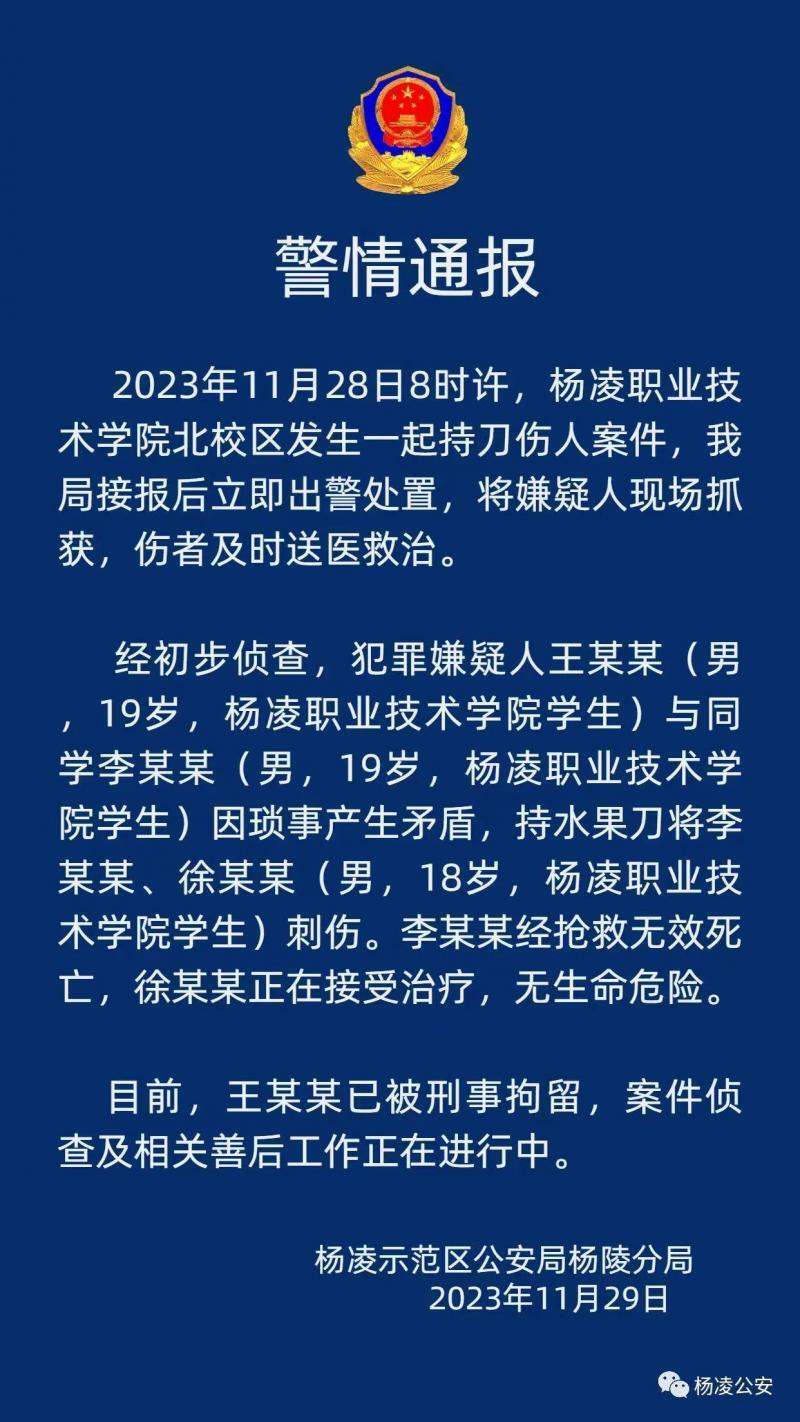 警情通报
2023年11月28日8时许，杨凌职业技
术学院北校区发生一起持刀伤人案件，我
局接报后立即出警处置，将嫌疑人现场抓
获，伤者及时送医救治。
经初步侦查，犯罪嫌疑人王某某（男
，19岁，杨凌职业技术学院学生）与同
学李某某（男，19岁，杨凌职业技术学
院学生）因琐事产生矛盾，持水果刀将李
某某、徐某某（男，18岁，杨凌职业技
术学院学生）刺伤。李某某经抢救无效死
亡，徐某某正在接受治疗，无生命危险。
目前，王某某已被刑事拘留，案件侦
查及相关善后工作正在进行中。
杨凌示范区公安局杨陵分局
2023年11月29日
杨凌公安